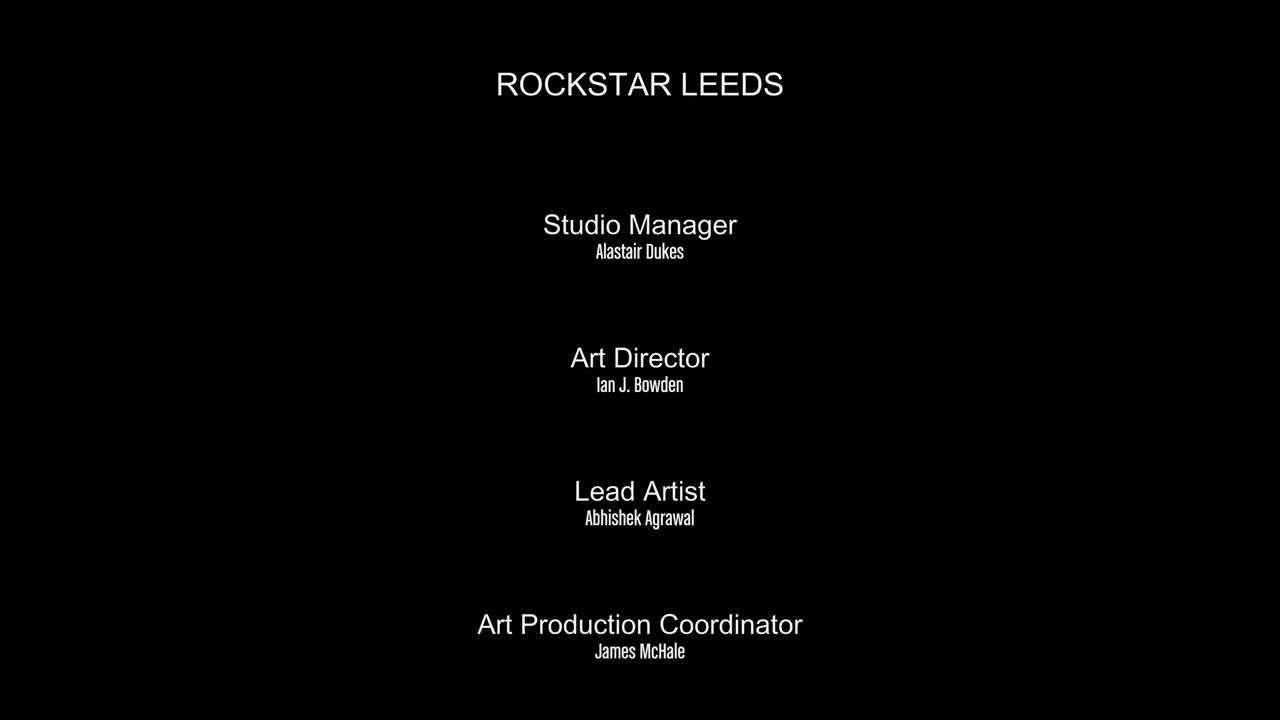 ROCKSTAR LEEDS
Studio Manager
Alastair Dukes
Art Director
Ian J. Bowden
Lead Artist
Abhishek Agrawal
Art Production Coordinator
James McHale